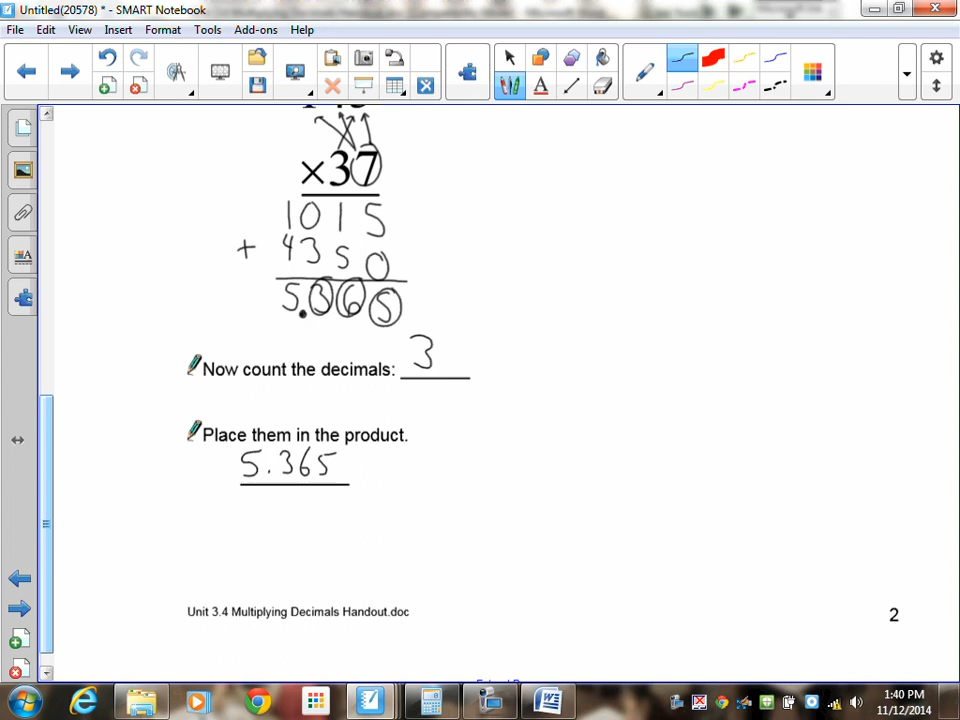 Untitled(20578) * - SMART Notebook
File Edit View Insert Format Tools Add-ons Help
×37
1015
+ 4350
5.365
Now count the decimals: 3
Place them in the product.
5.365
Unit 3.4 Multiplying Decimals Handout.doc
2
1:40 PM
11/12/2014